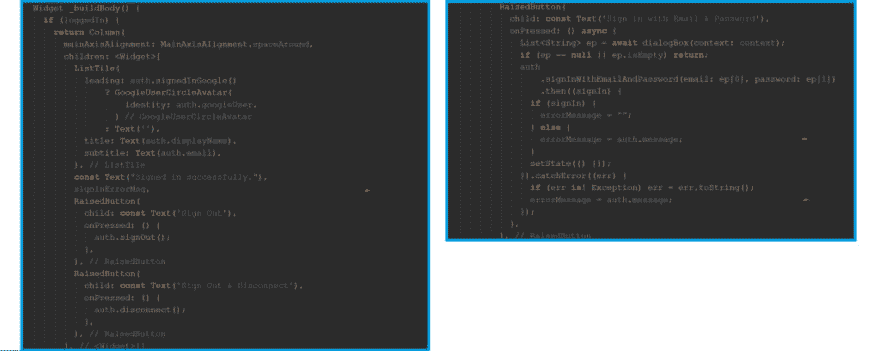 Widget _buildBody() {
if (loggedIn) {
return Column(
mainAxisAlignment: MainAxisAlignment.spaceAround,
children: <Widget>[
ListTile(
leading: auth.signedInGoogle()
? GoogleUserCircleAvatar(
identity: auth.googleUser,
) // GoogleUserCircleAvatar
: Text(''),
title: Text(auth.displayName),
subtitle: Text(auth.email),
), // ListTile
const Text("Signed in successfully."),
signInErrorMsg,
RaisedButton(
child: const Text('Sign Out'),
onPressed: () {
auth.signOut();
},
), // RaisedButton
RaisedButton(
child: const Text('Sign Out & Disconnect'),
onPressed: () {
auth.disconnect();
},
), // RaisedButton
], // <Widget>[]
RaisedButton(
child: const Text('Sign in with Email & Password'),
onPressed: () async {
List<String> ep = await dialogBox(context: context);
if (ep == null || ep.isEmpty) return;
auth
.signInWithEmailAndPassword(email: ep[0], password: ep[1])
.then((signIn) {
if (signIn) {
errorMessage = "";
} else {
errorMessage = auth.message;
}
setState(() {});
}).catchError((err) {
if (err is! Exception) err = err.toString();
errorMessage = auth.message;
});
},
), // RaisedButton